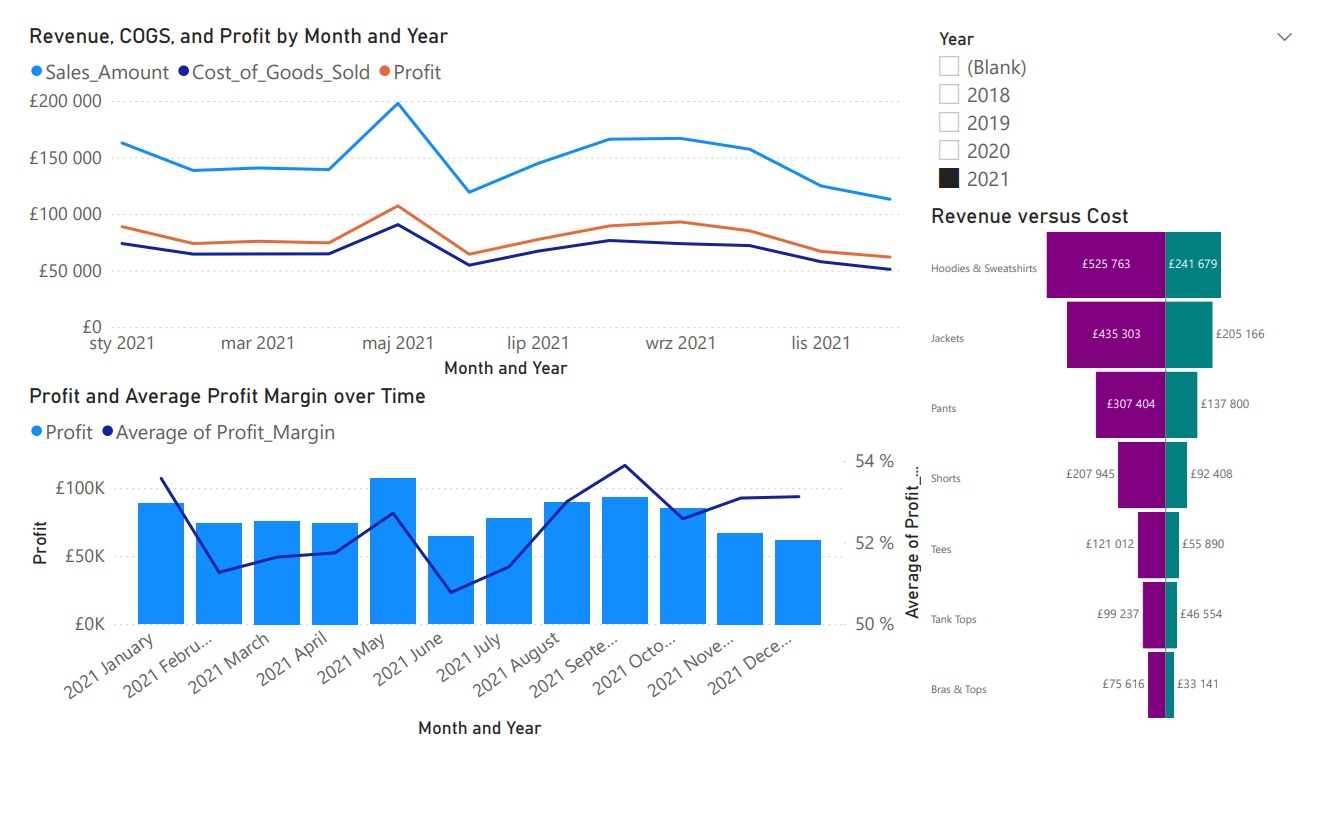 Revenue, COGS, and Profit by Month and Year
Sales_Amount Cost_of_Goods_Sold Profit
£200 000
£150 000
£100 000
£50 000
£0
sty 2021 mar 2021 maj 2021 lip 2021 wrz 2021 lis 2021
Month and Year
Profit and Average Profit Margin over Time
Profit Average of Profit_Margin
Profit
£100K
£50K
£0K
54 %
52 %
50 %
Average of Profit_...
2021 January
2021 Febru...
2021 March
2021 April
2021 May
2021 June
2021 July
2021 August
2021 Septe...
2021 Octo...
2021 Nove...
2021 Dece...
Month and Year
Year
(Blank)
2018
2019
2020
2021
Revenue versus Cost
Hoodies & Sweatshirts £525 763 £241 679
Jackets £435 303 £205 166
Pants £307 404 £137 800
Shorts £207 945 £92 408
Tees £121 012 £55 890
Tank Tops £99 237 £46 554
Bras & Tops £75 616 £33 141